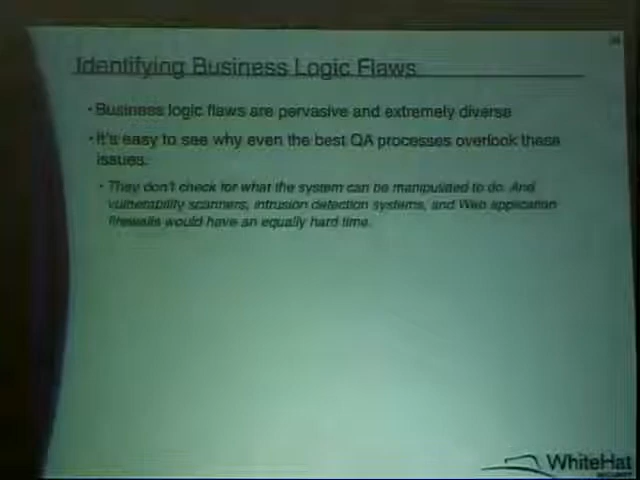 Identifying Business Logic Flaws
• Business logic flaws are pervasive and extremely diverse
• It's easy to see why even the best QA processes overlook these
issues.
• They don't check for what the system can be manipulated to do. And
vulnerability scanners, intrusion detection systems, and Web application
firewalls would have an equally hard time.
WhiteHat
SECURITY